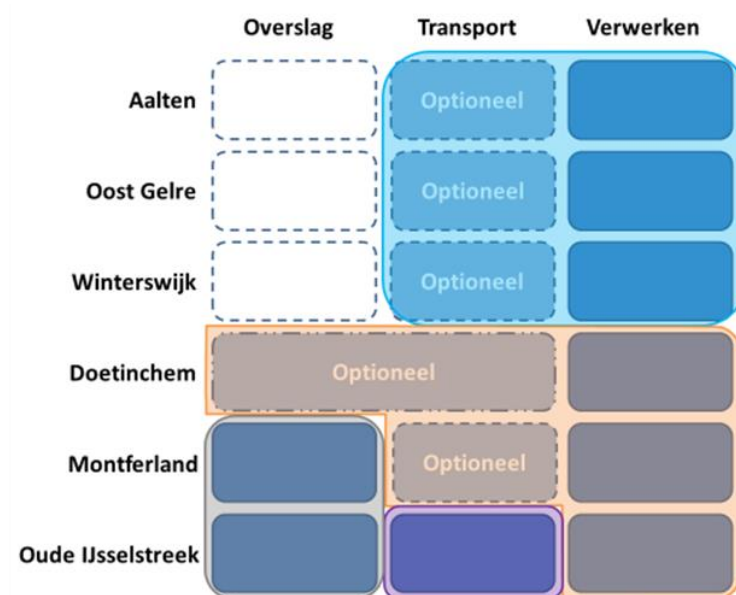 Overslag Transport Verwerken
Aalten Optioneel
Oost Gelre Optioneel
Winterswijk Optioneel
Doetinchem Optioneel
Montferland Optioneel
Oude IJsselstreek